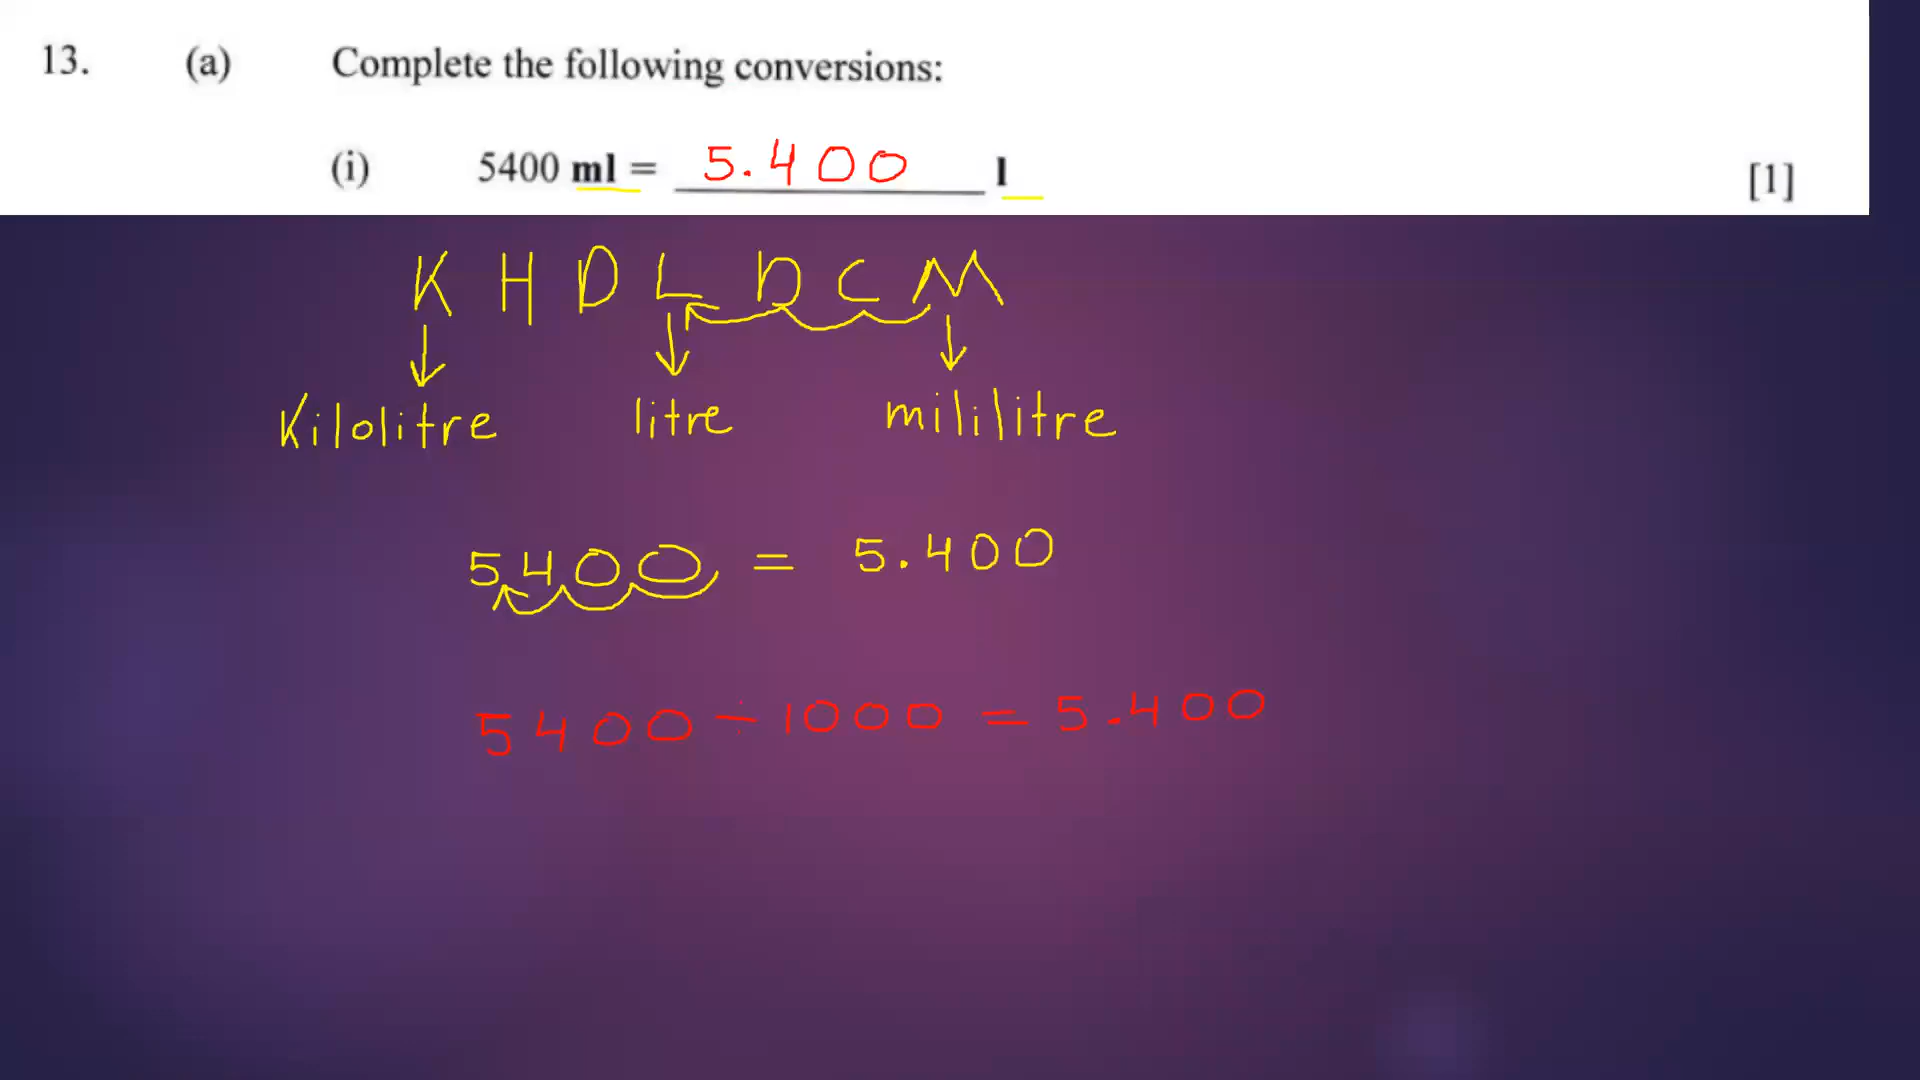 13. (a) Complete the following conversions:
(i) 5400 ml = 5.400 l [1]
K H D L D C M
Kilolitre litre mililitre
5400 = 5.400
5400 ÷ 1000 = 5.400